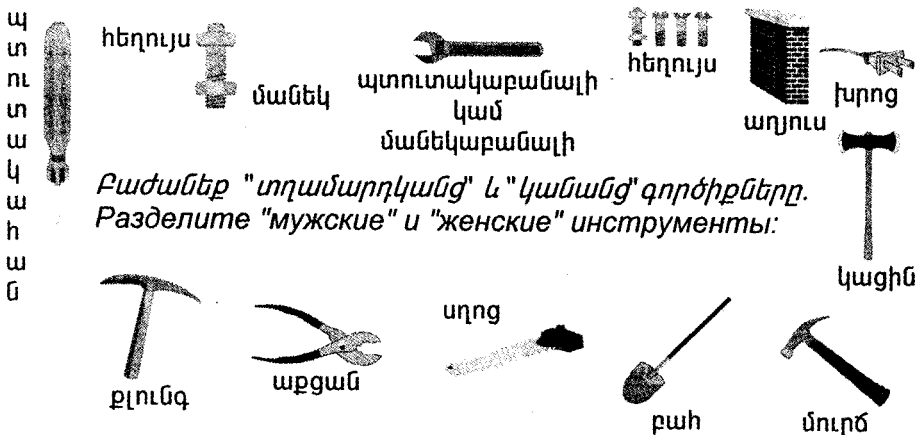 պտուտակահան
հեղույս
մանեկ
պտուտակաբանալի
կամ
մանեկաբանալի
հեղույս
աղյուս
խրոց
Բաժանեք "տղամարդկանց" և "կանանց" գործիքները.
Разделите "мужские" и "женские" инструменты:
կացին
քլունգ
աքցան
սղոց
բահ
մուրճ